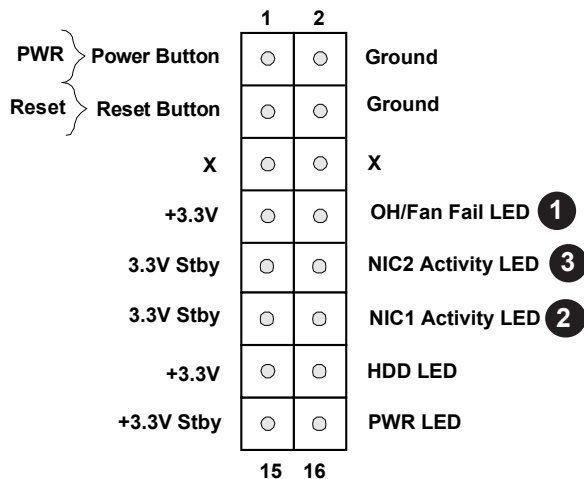 1 2
PWR Power Button Ground
Reset Reset Button Ground
X X
+3.3V OH/Fan Fail LED 1
3.3V Stby NIC2 Activity LED 3
3.3V Stby NIC1 Activity LED 2
+3.3V HDD LED
+3.3V Stby PWR LED
15 16